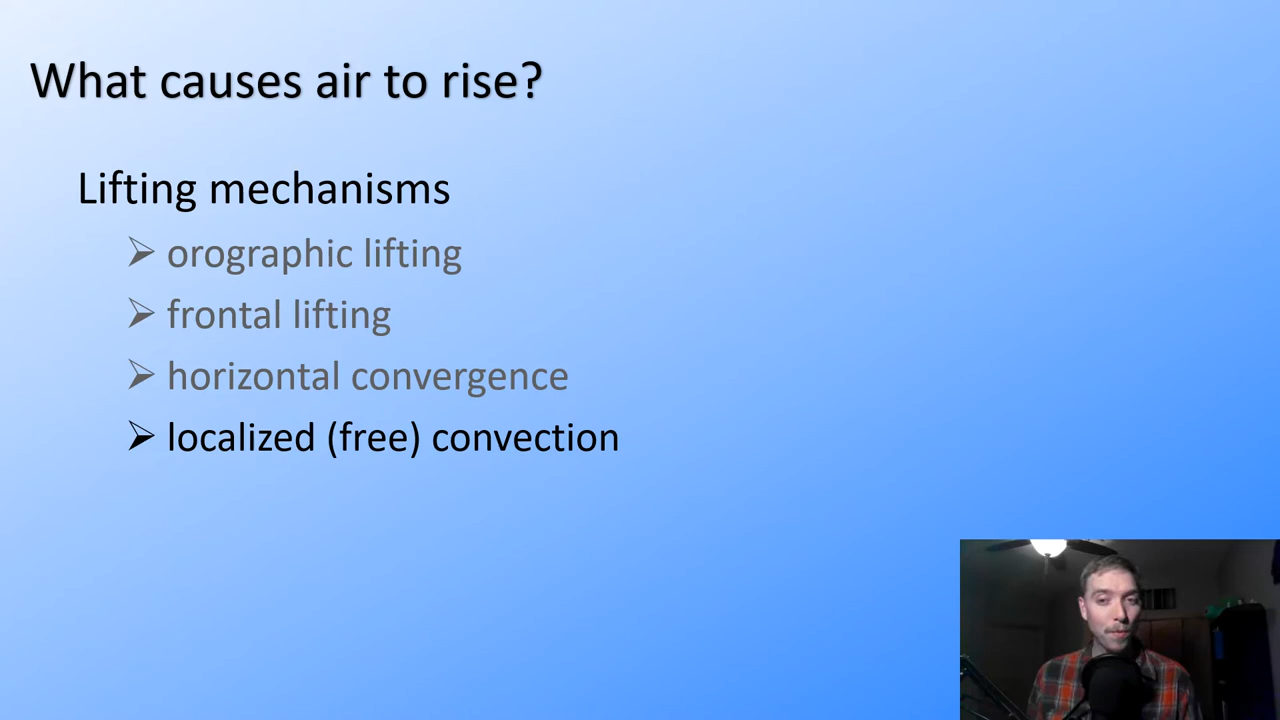 What causes air to rise?
Lifting mechanisms
➢ orographic lifting
➢ frontal lifting
➢ horizontal convergence
➢ localized (free) convection